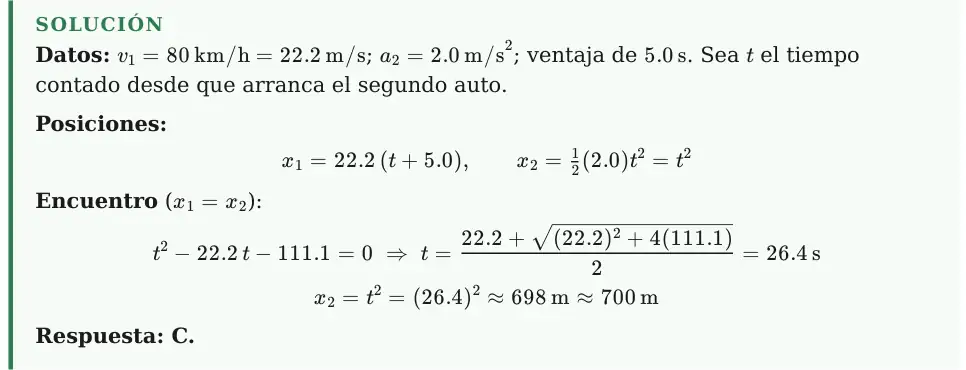 SOLUCIÓN
Datos: v₁ = 80 km/h = 22.2 m/s; a₂ = 2.0 m/s²; ventaja de 5.0 s. Sea t el tiempo
contado desde que arranca el segundo auto.
Posiciones:
x₁ = 22.2 (t + 5.0),  x₂ = ½(2.0)t² = t²
Encuentro (x₁ = x₂):
t² − 22.2 t − 111.1 = 0 ⇒ t = (22.2 + √((22.2)² + 4(111.1)))/2 = 26.4 s
x₂ = t² = (26.4)² ≈ 698 m ≈ 700 m
Respuesta: C.